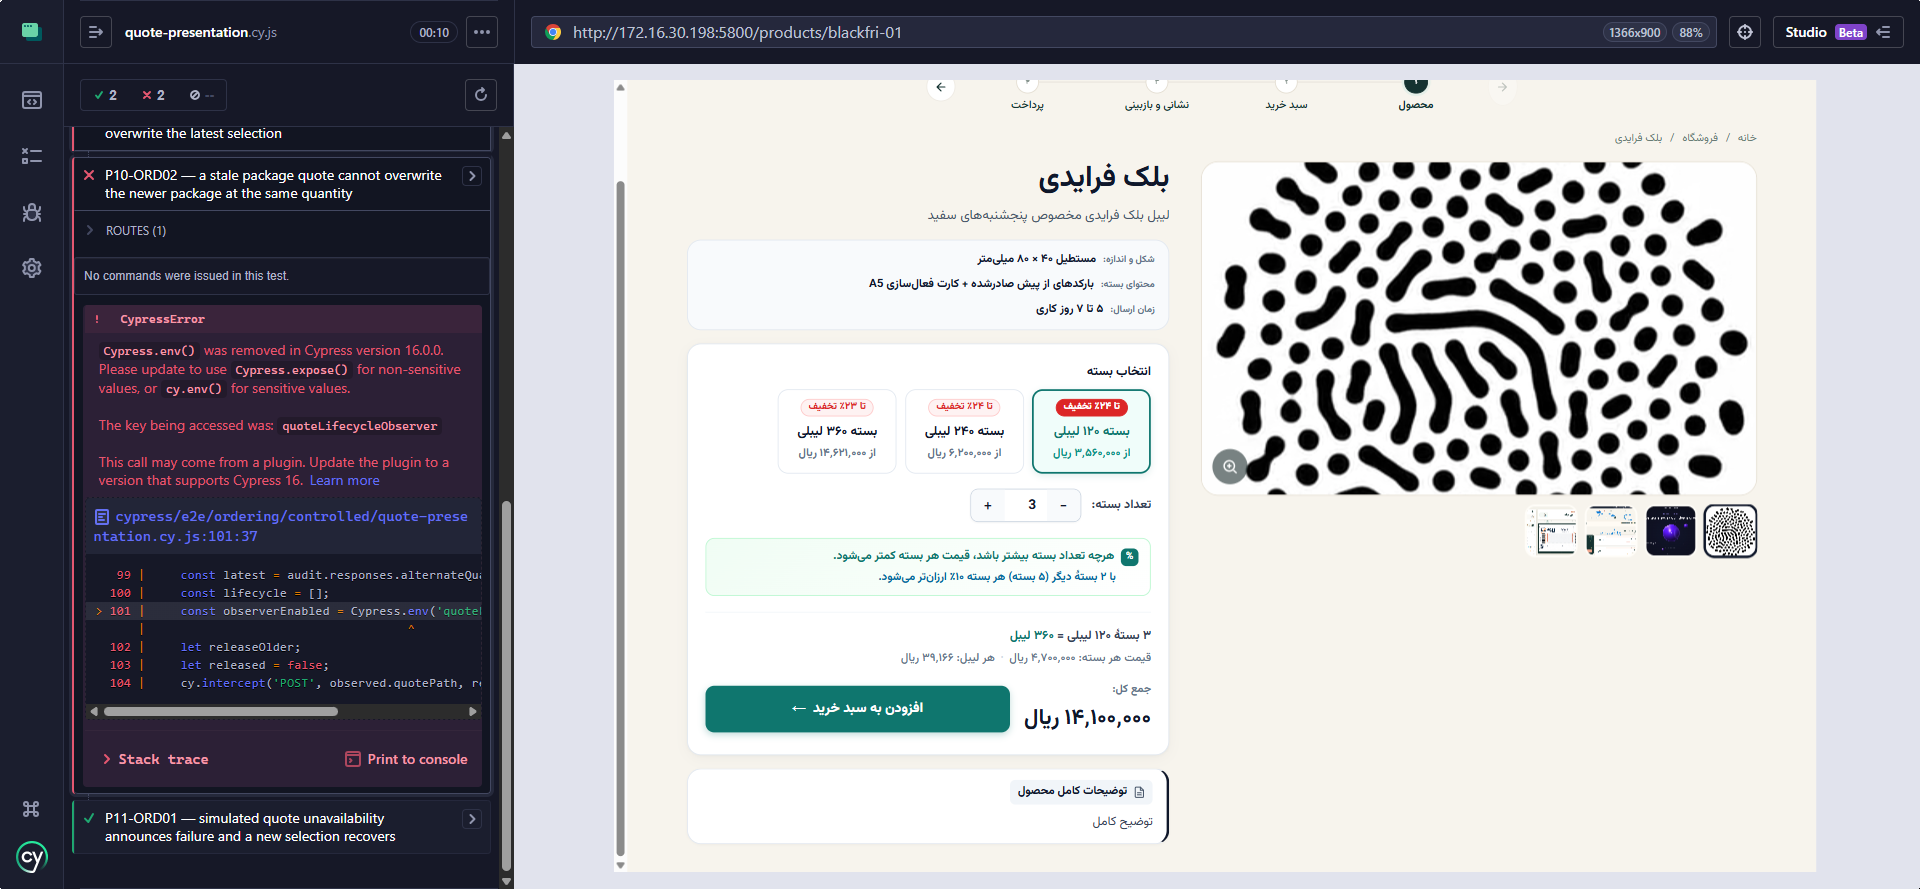 quote-presentation.cy.js
00:10
2
2
--
overwrite the latest selection
P10-ORD02 — a stale package quote cannot overwrite
the newer package at the same quantity
ROUTES (1)
No commands were issued in this test.
! CypressError
Cypress.env() was removed in Cypress version 16.0.0.
Please update to use Cypress.expose() for non-sensitive
values, or cy.env() for sensitive values.
The key being accessed was: quoteLifecycleObserver
This call may come from a plugin. Update the plugin to a
version that supports Cypress 16. Learn more
cypress/e2e/ordering/controlled/quote-prese
ntation.cy.js:101:37
99 | const latest = audit.responses.alternateQu
100 | const lifecycle = [];
> 101 | const observerEnabled = Cypress.env('quote
| ^
102 | let releaseOlder;
103 | let released = false;
104 | cy.intercept('POST', observed.quotePath, r
Stack trace
Print to console
P11-ORD01 — simulated quote unavailability
announces failure and a new selection recovers
cy
http://172.16.30.198:5800/products/blackfri-01
1366x900
88%
Studio Beta
محصول
سبد خرید
نشانی و بازبینی
پرداخت
خانه / فروشگاه / بلک فرایدی
بلک فرایدی
لیبل بلک فرایدی مخصوص پنجشنبه‌های سفید
شکل و اندازه: مستطیل ۴۰ × ۸۰ میلی‌متر
محتوای بسته: بارکدهای از پیش صادرشده + کارت فعال‌سازی A5
زمان ارسال: ۵ تا ۷ روز کاری
انتخاب بسته
تا ۲۴٪ تخفیف
بسته ۱۲۰ لیبلی
از ۳,۵۶۰,۰۰۰ ریال
تا ۲۴٪ تخفیف
بسته ۲۴۰ لیبلی
از ۶,۲۰۰,۰۰۰ ریال
تا ۲۳٪ تخفیف
بسته ۳۶۰ لیبلی
از ۱۴,۶۲۱,۰۰۰ ریال
تعداد بسته:
− 3 +
% هرچه تعداد بسته بیشتر باشد، قیمت هر بسته کمتر می‌شود.
با ۲ بستهٔ دیگر (۵ بسته) هر بسته ۱۰٪ ارزان‌تر می‌شود.
۳ بستهٔ ۱۲۰ لیبلی = ۳۶۰ لیبل
قیمت هر بسته: ۴,۷۰۰,۰۰۰ ریال · هر لیبل: ۳۹,۱۶۶ ریال
جمع کل:
۱۴,۱۰۰,۰۰۰ ریال
افزودن به سبد خرید ←
توضیحات کامل محصول
توضیح کامل